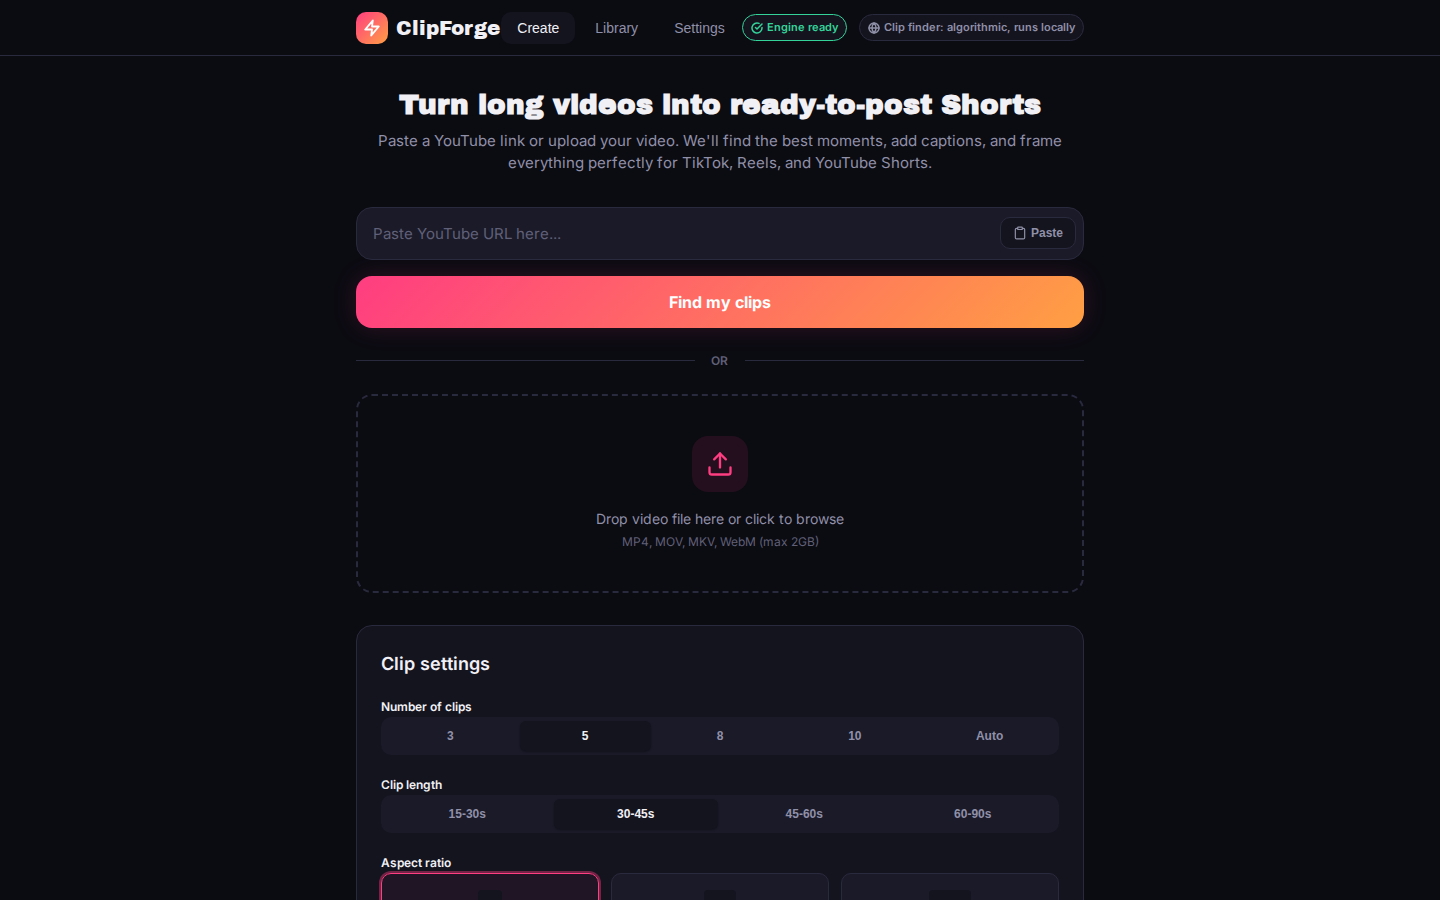 ClipForge
Create
Library
Settings
Engine ready
Clip finder: algorithmic, runs locally
Turn long videos into ready-to-post Shorts
Paste a YouTube link or upload your video. We'll find the best moments, add captions, and frame
everything perfectly for TikTok, Reels, and YouTube Shorts.
Paste YouTube URL here...
Paste
Find my clips
OR
Drop video file here or click to browse
MP4, MOV, MKV, WebM (max 2GB)
Clip settings
Number of clips
3
5
8
10
Auto
Clip length
15-30s
30-45s
45-60s
60-90s
Aspect ratio